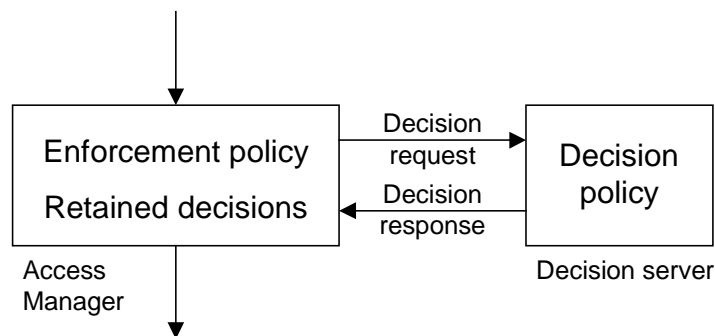 Enforcement policy
Retained decisions
Decision
request
Decision
response
Decision
policy
Access
Manager
Decision server